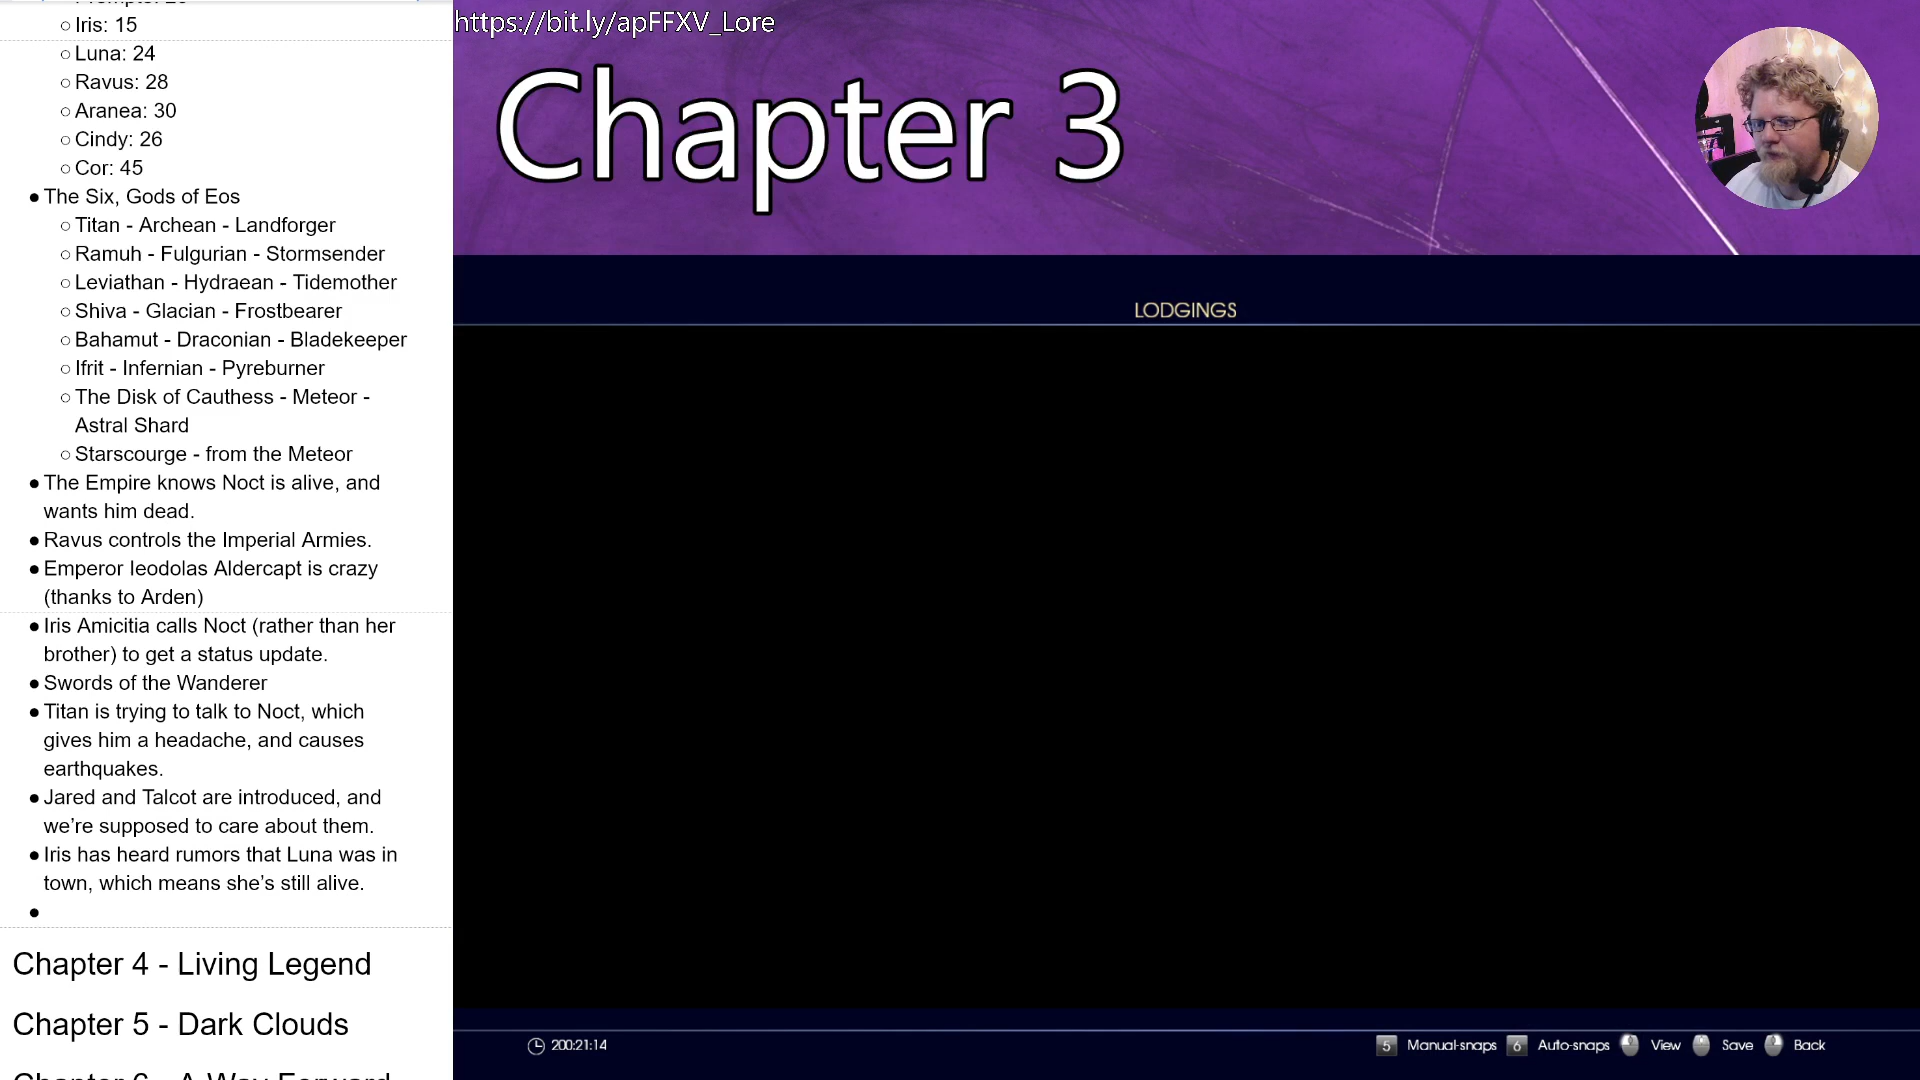 Iris: 15
Luna: 24
Ravus: 28
Aranea: 30
Cindy: 26
Cor: 45
The Six, Gods of Eos
Titan - Archean - Landforger
Ramuh - Fulgurian - Stormsender
Leviathan - Hydraean - Tidemother
Shiva - Glacian - Frostbearer
Bahamut - Draconian - Bladekeeper
Ifrit - Infernian - Pyreburner
The Disk of Cauthess - Meteor -
Astral Shard
Starscourge - from the Meteor
The Empire knows Noct is alive, and
wants him dead.
Ravus controls the Imperial Armies.
Emperor Ieodolas Aldercapt is crazy
(thanks to Arden)
Iris Amicitia calls Noct (rather than her
brother) to get a status update.
Swords of the Wanderer
Titan is trying to talk to Noct, which
gives him a headache, and causes
earthquakes.
Jared and Talcot are introduced, and
we're supposed to care about them.
Iris has heard rumors that Luna was in
town, which means she's still alive.
Chapter 4 - Living Legend
Chapter 5 - Dark Clouds
Chapter 6 - A Way Forward
https://bit.ly/apFFXV_Lore
Chapter 3
LODGINGS
200:21:14
5 Manual-snaps 6 Auto-snaps View Save Back